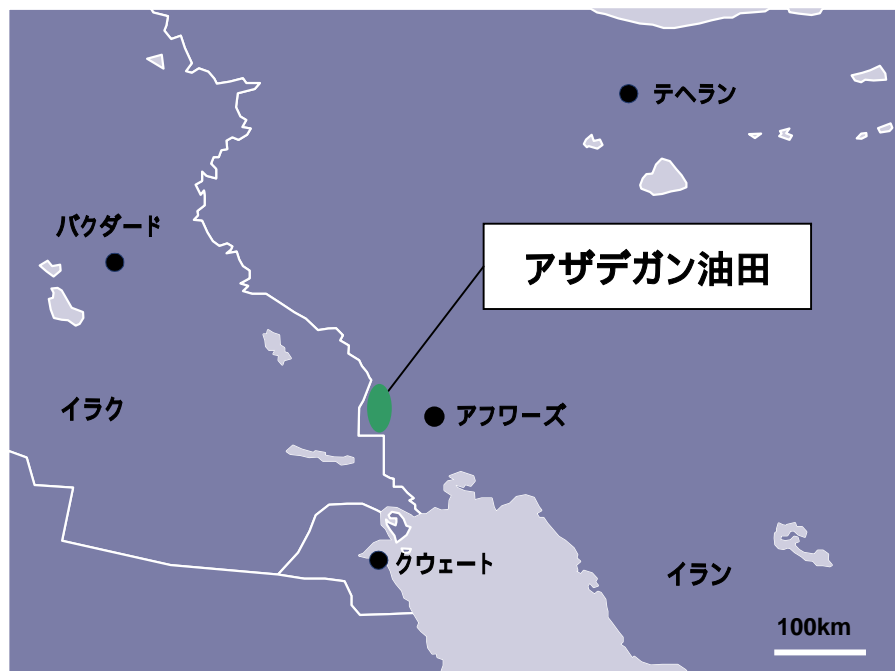 テヘラン
バクダード
アザデガン油田
イラク
アフワーズ
クウェート
イラン
100km